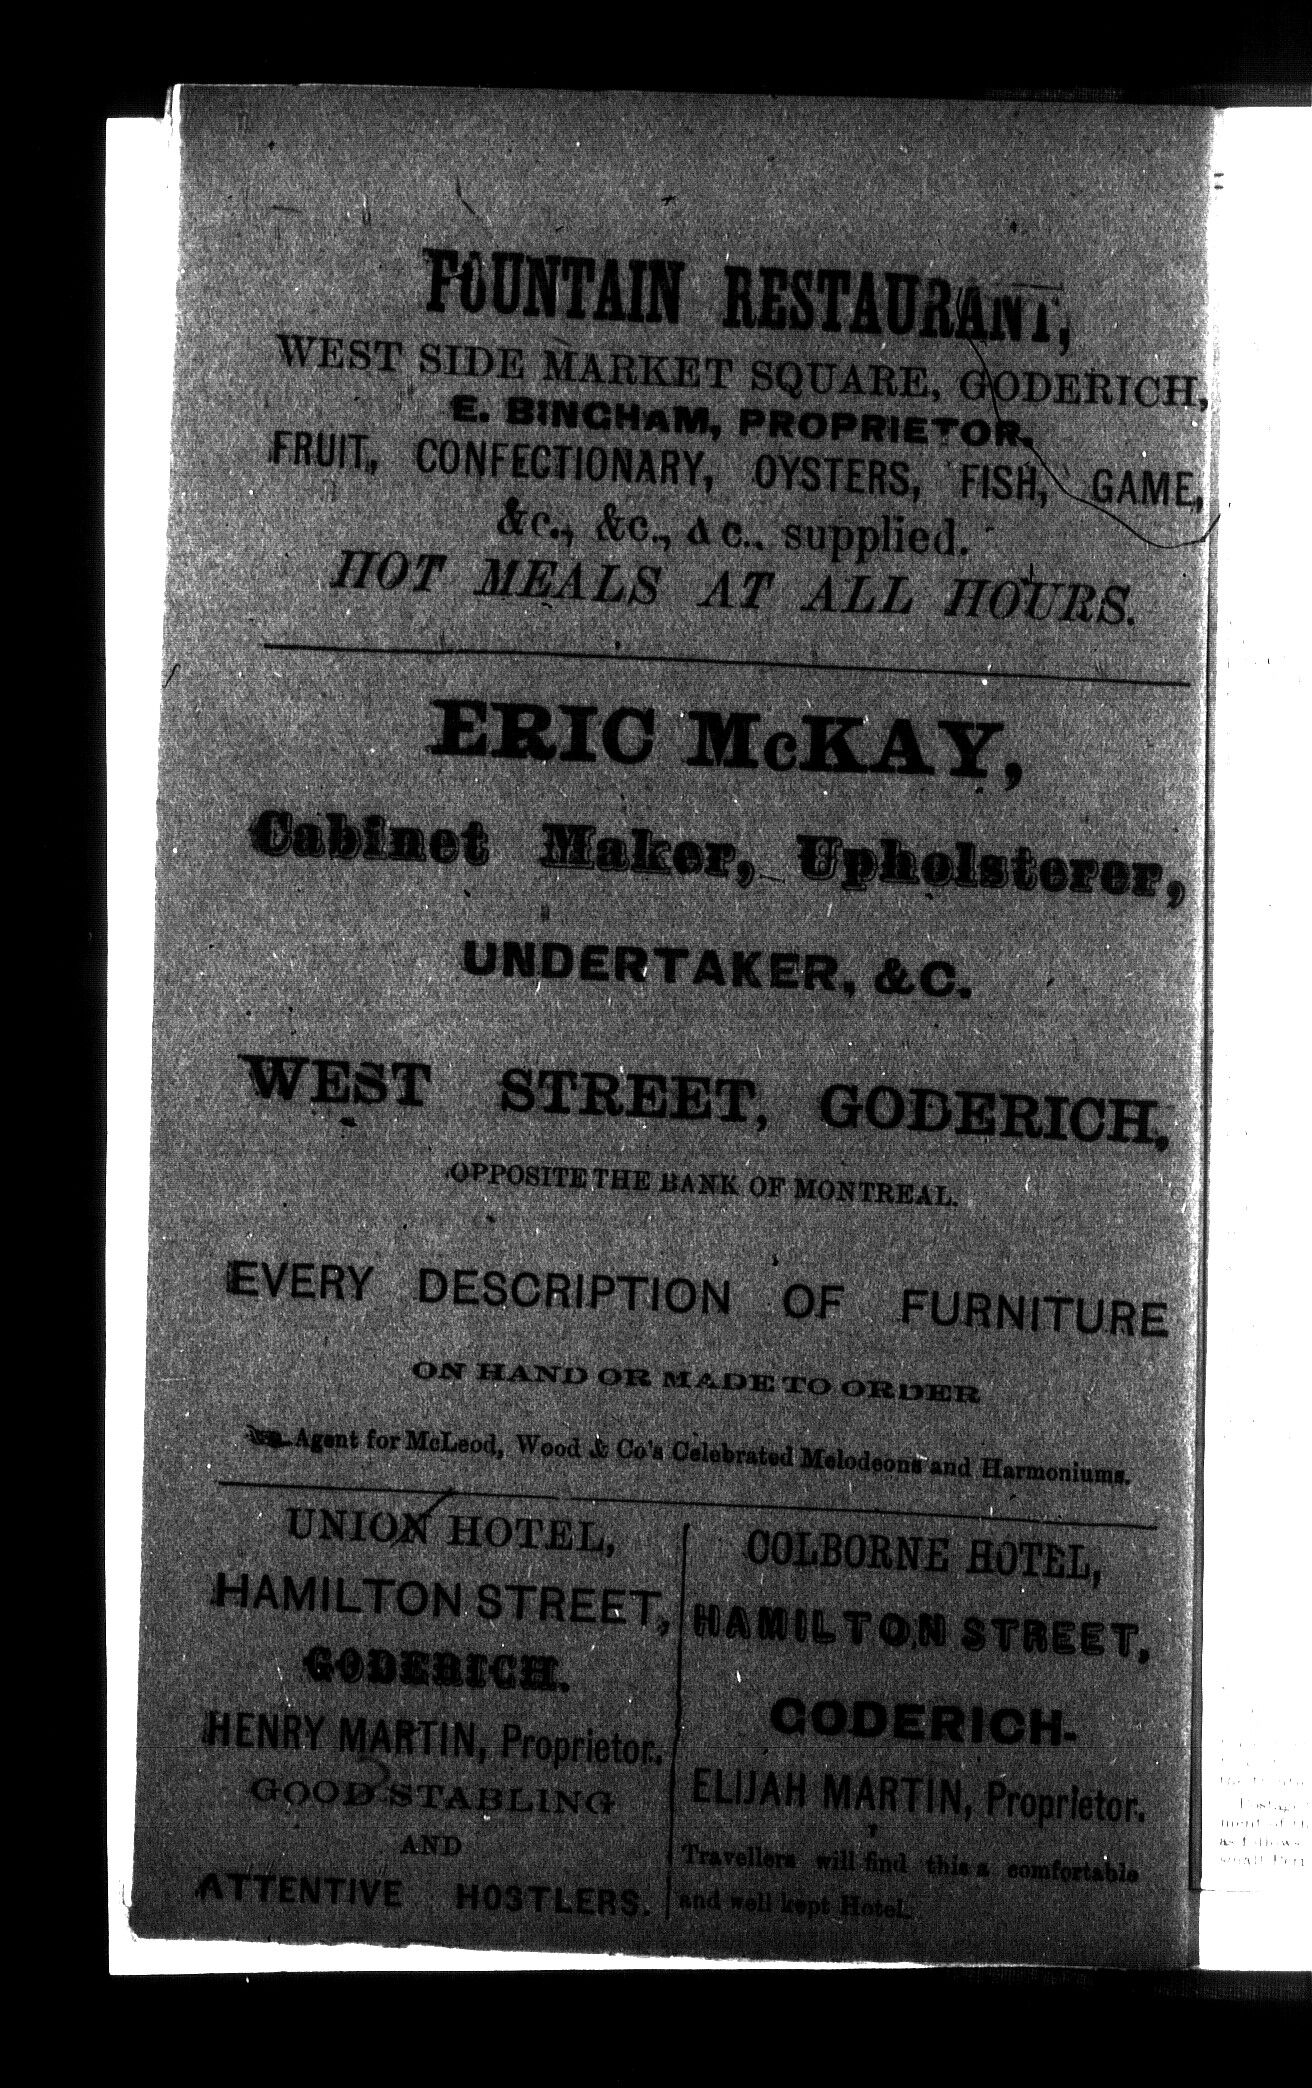 FOUNTAIN RESTAURANT,
WEST SIDE MARKET SQUARE, GODERICH,
E. BINGHAM, PROPRIETOR.
FRUIT, CONFECTIONARY, OYSTERS, FISH, GAME,
&c., &c., &c., supplied.
HOT MEALS AT ALL HOURS.
ERIC McKAY,
Cabinet Maker, Upholsterer,
UNDERTAKER, &C.
WEST STREET, GODERICH,
OPPOSITE THE BANK OF MONTREAL.
EVERY DESCRIPTION OF FURNITURE
ON HAND OR MADE TO ORDER
Agent for McLeod, Wood & Co's Celebrated Melodeons and Harmoniums.
UNION HOTEL,
HAMILTON STREET,
GODERICH.
HENRY MARTIN, Proprietor.
GOOD STABLING
AND
ATTENTIVE HOSTLERS.
COLBORNE HOTEL,
HAMILTON STREET,
GODERICH.
ELIJAH MARTIN, Proprietor.
Travellers will find this a comfortable
and well kept Hotel.